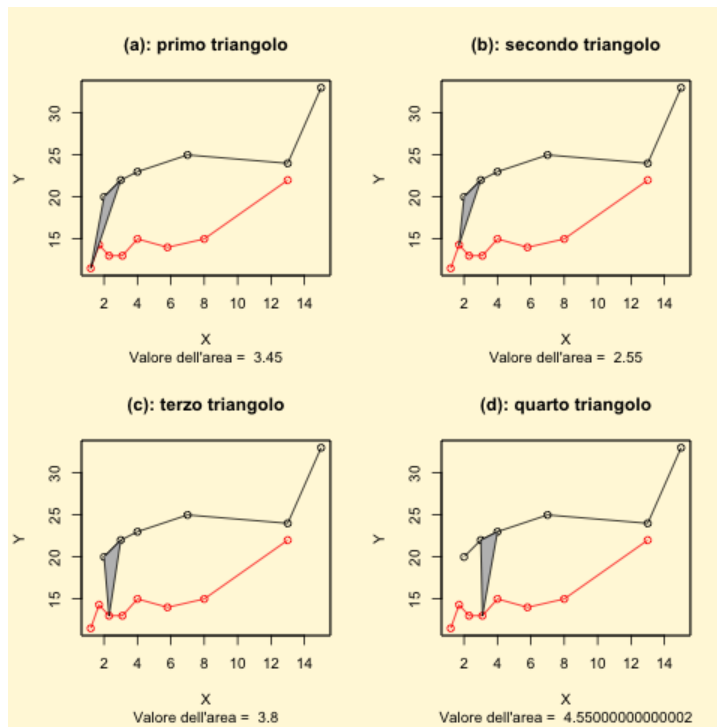 (a): primo triangolo
(b): secondo triangolo
Y
30
25
20
15
2 4 6 8 10 12 14
X
Valore dell'area = 3.45
Y
30
25
20
15
2 4 6 8 10 12 14
X
Valore dell'area = 2.55
(c): terzo triangolo
(d): quarto triangolo
Y
30
25
20
15
2 4 6 8 10 12 14
X
Valore dell'area = 3.8
Y
30
25
20
15
2 4 6 8 10 12 14
X
Valore dell'area = 4.55000000000002